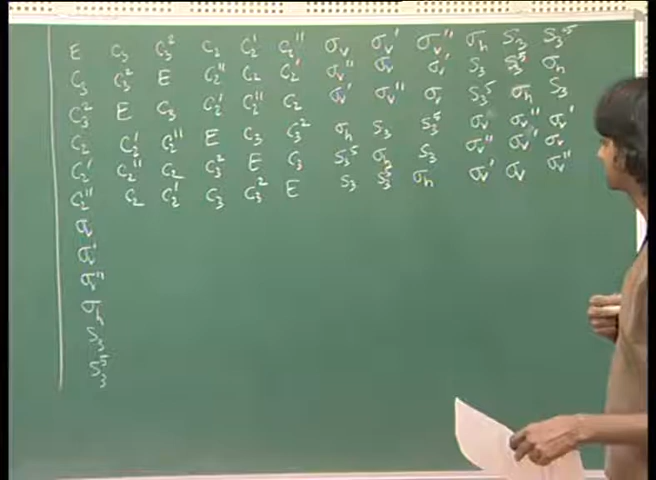 E C₃ C₃² C₂ C₂' C₂'' σᵥ σᵥ' σᵥ'' σₕ S₃ S₃⁵
C₃ C₃² E C₂'' C₂ C₂' σᵥ'' σᵥ σᵥ' S₃ S₃⁵ σₕ
C₃² E C₃ C₂' C₂'' C₂ σᵥ' σᵥ'' σᵥ S₃⁵ σₕ S₃
C₂ C₂' C₂'' E C₃ C₃² σₕ S₃ S₃⁵ σᵥ σᵥ'' σᵥ'
C₂' C₂'' C₂ C₃² E C₃ S₃⁵ σₕ S₃ σᵥ'' σᵥ' σᵥ
C₂'' C₂ C₂' C₃ C₃² E S₃ S₃⁵ σₕ σᵥ' σᵥ σᵥ''
σᵥ
σᵥ'
σᵥ''
σₕ
S₃
S₃⁵